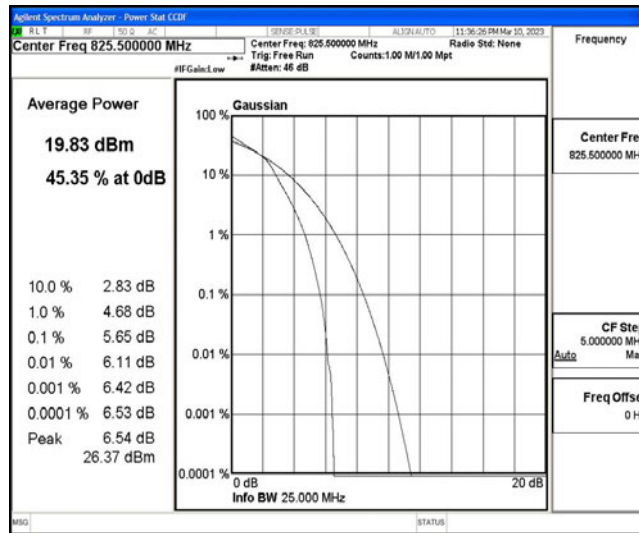 Agilent Spectrum Analyzer - Power Stat CCDF
RLT RF 50 Ω AC SENSE:PULSE ALIGNAUTO 11:36:26 PM Mar 10, 2023
Center Freq 825.500000 MHz
Center Freq: 825.500000 MHz Radio Std: None
Trig: Free Run Counts:1.00 M/1.00 Mpt
#IFGain:Low #Atten: 46 dB
Frequency
Average Power
19.83 dBm
45.35 % at 0dB
10.0 % 2.83 dB
1.0 % 4.68 dB
0.1 % 5.65 dB
0.01 % 6.11 dB
0.001 % 6.42 dB
0.0001 % 6.53 dB
Peak 6.54 dB
26.37 dBm
Gaussian
100 %
10 %
1 %
0.1 %
0.01 %
0.001 %
0.0001 %
0 dB 20 dB
Info BW 25.000 MHz
Center Fre
825.500000 MH
CF Ste
5.000000 MH
Auto Ma
Freq Offse
0 H
MSG STATUS